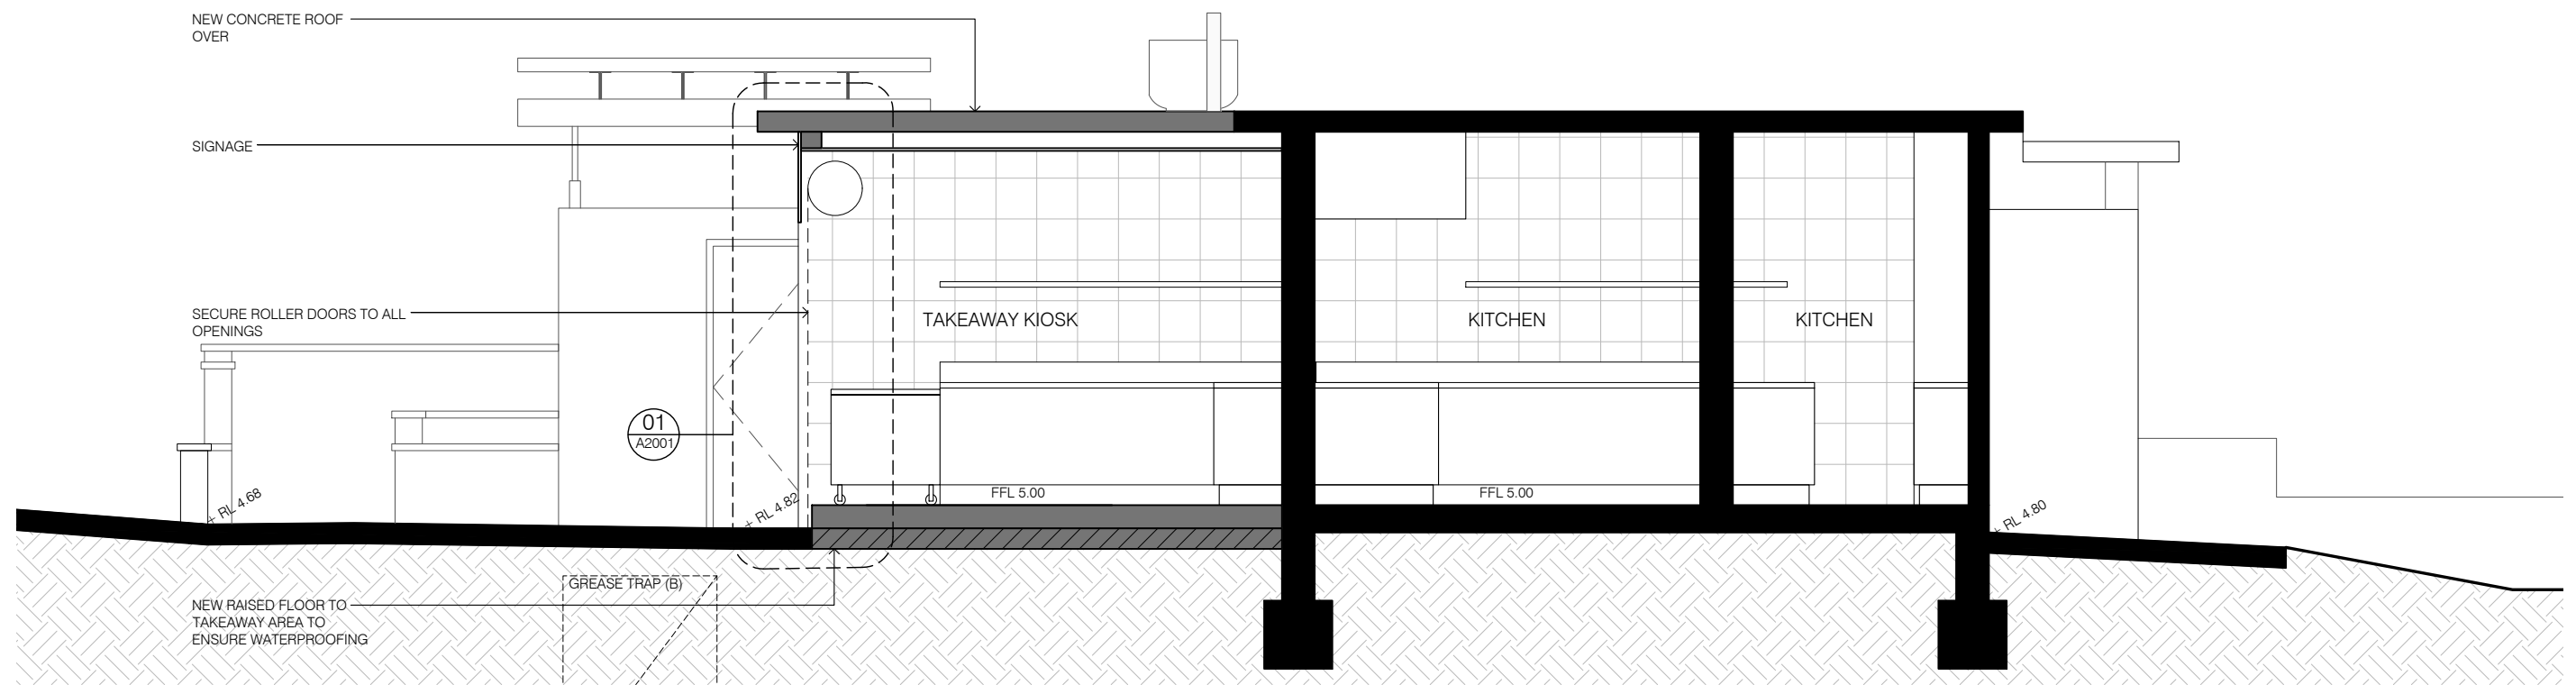 NEW CONCRETE ROOF
OVER
SIGNAGE
SECURE ROLLER DOORS TO ALL
OPENINGS
TAKEAWAY KIOSK
KITCHEN
KITCHEN
01
A2001
FFL 5.00
FFL 5.00
+ RL 4.68
+ RL 4.82
+ RL 4.80
GREASE TRAP (B)
NEW RAISED FLOOR TO
TAKEAWAY AREA TO
ENSURE WATERPROOFING